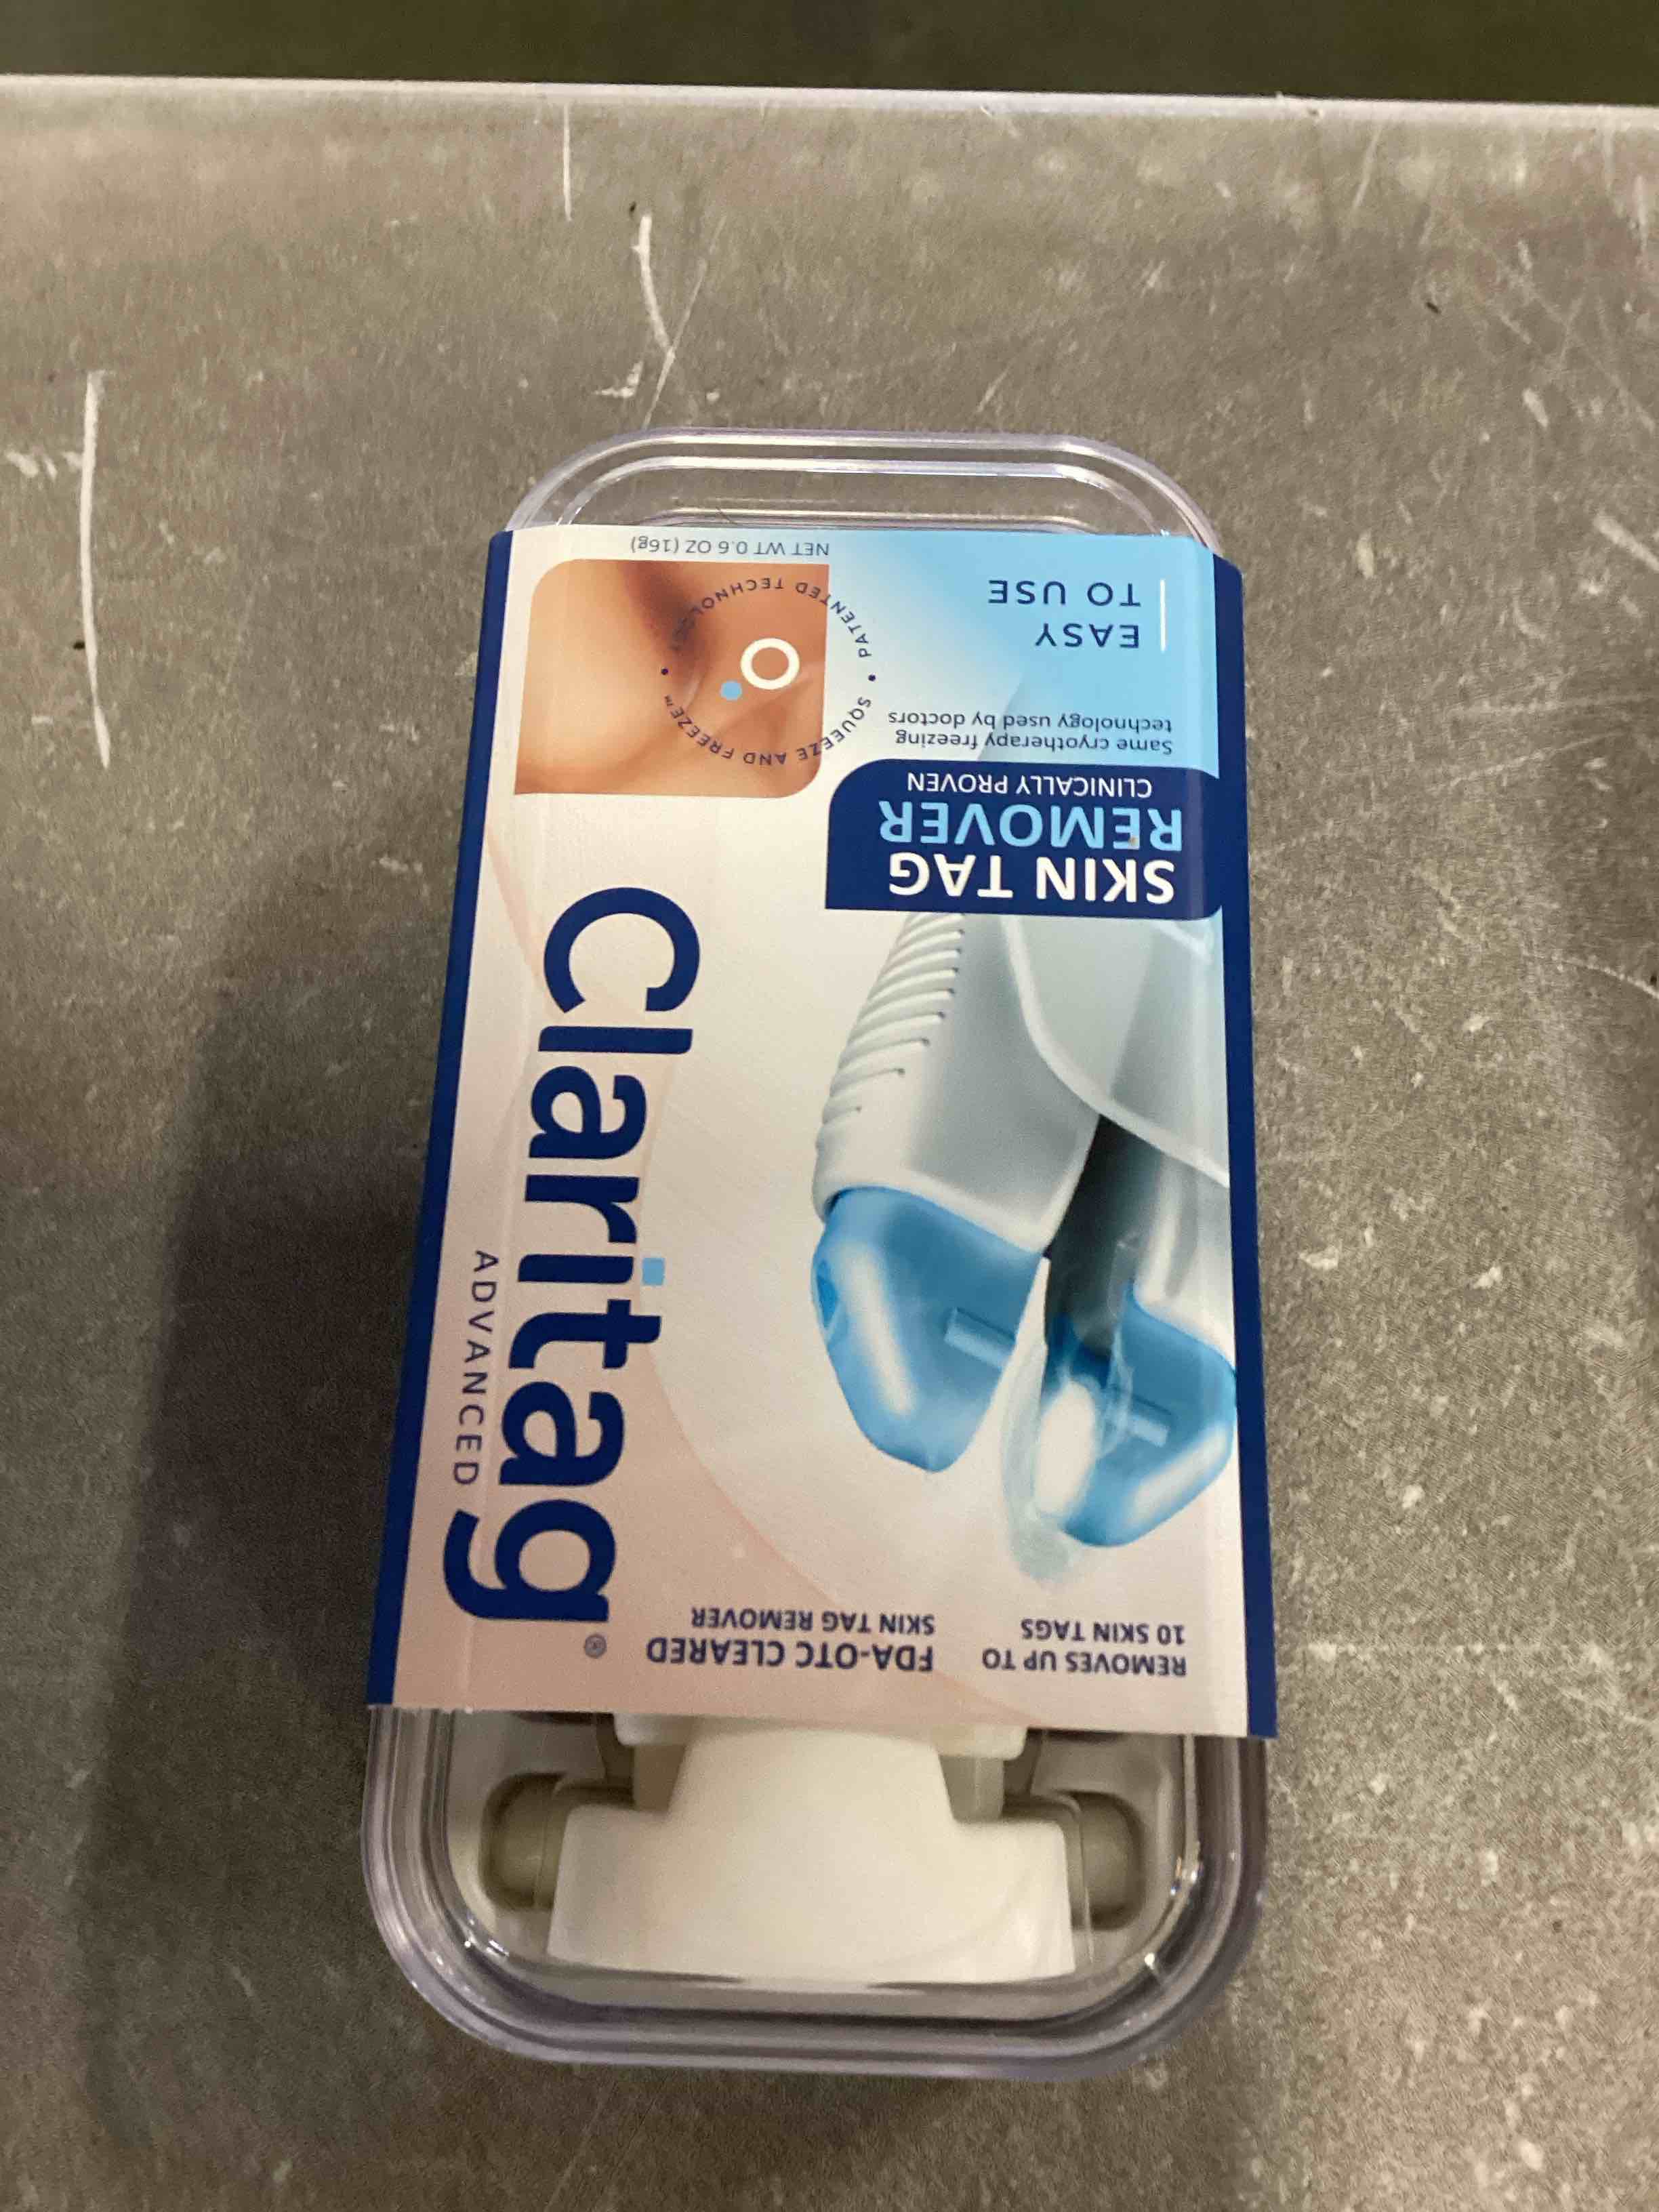 REMOVES UP TO
10 SKIN TAGS
FDA-OTC CLEARED
SKIN TAG REMOVER
Claritag®
ADVANCED
SKIN TAG
REMOVER
CLINICALLY PROVEN
Same cryotherapy freezing
technology used by doctors
EASY
TO USE
SQUEEZE AND FREEZE™ • PATENTED TECHNOLOGY •
NET WT 0.6 OZ (16g)